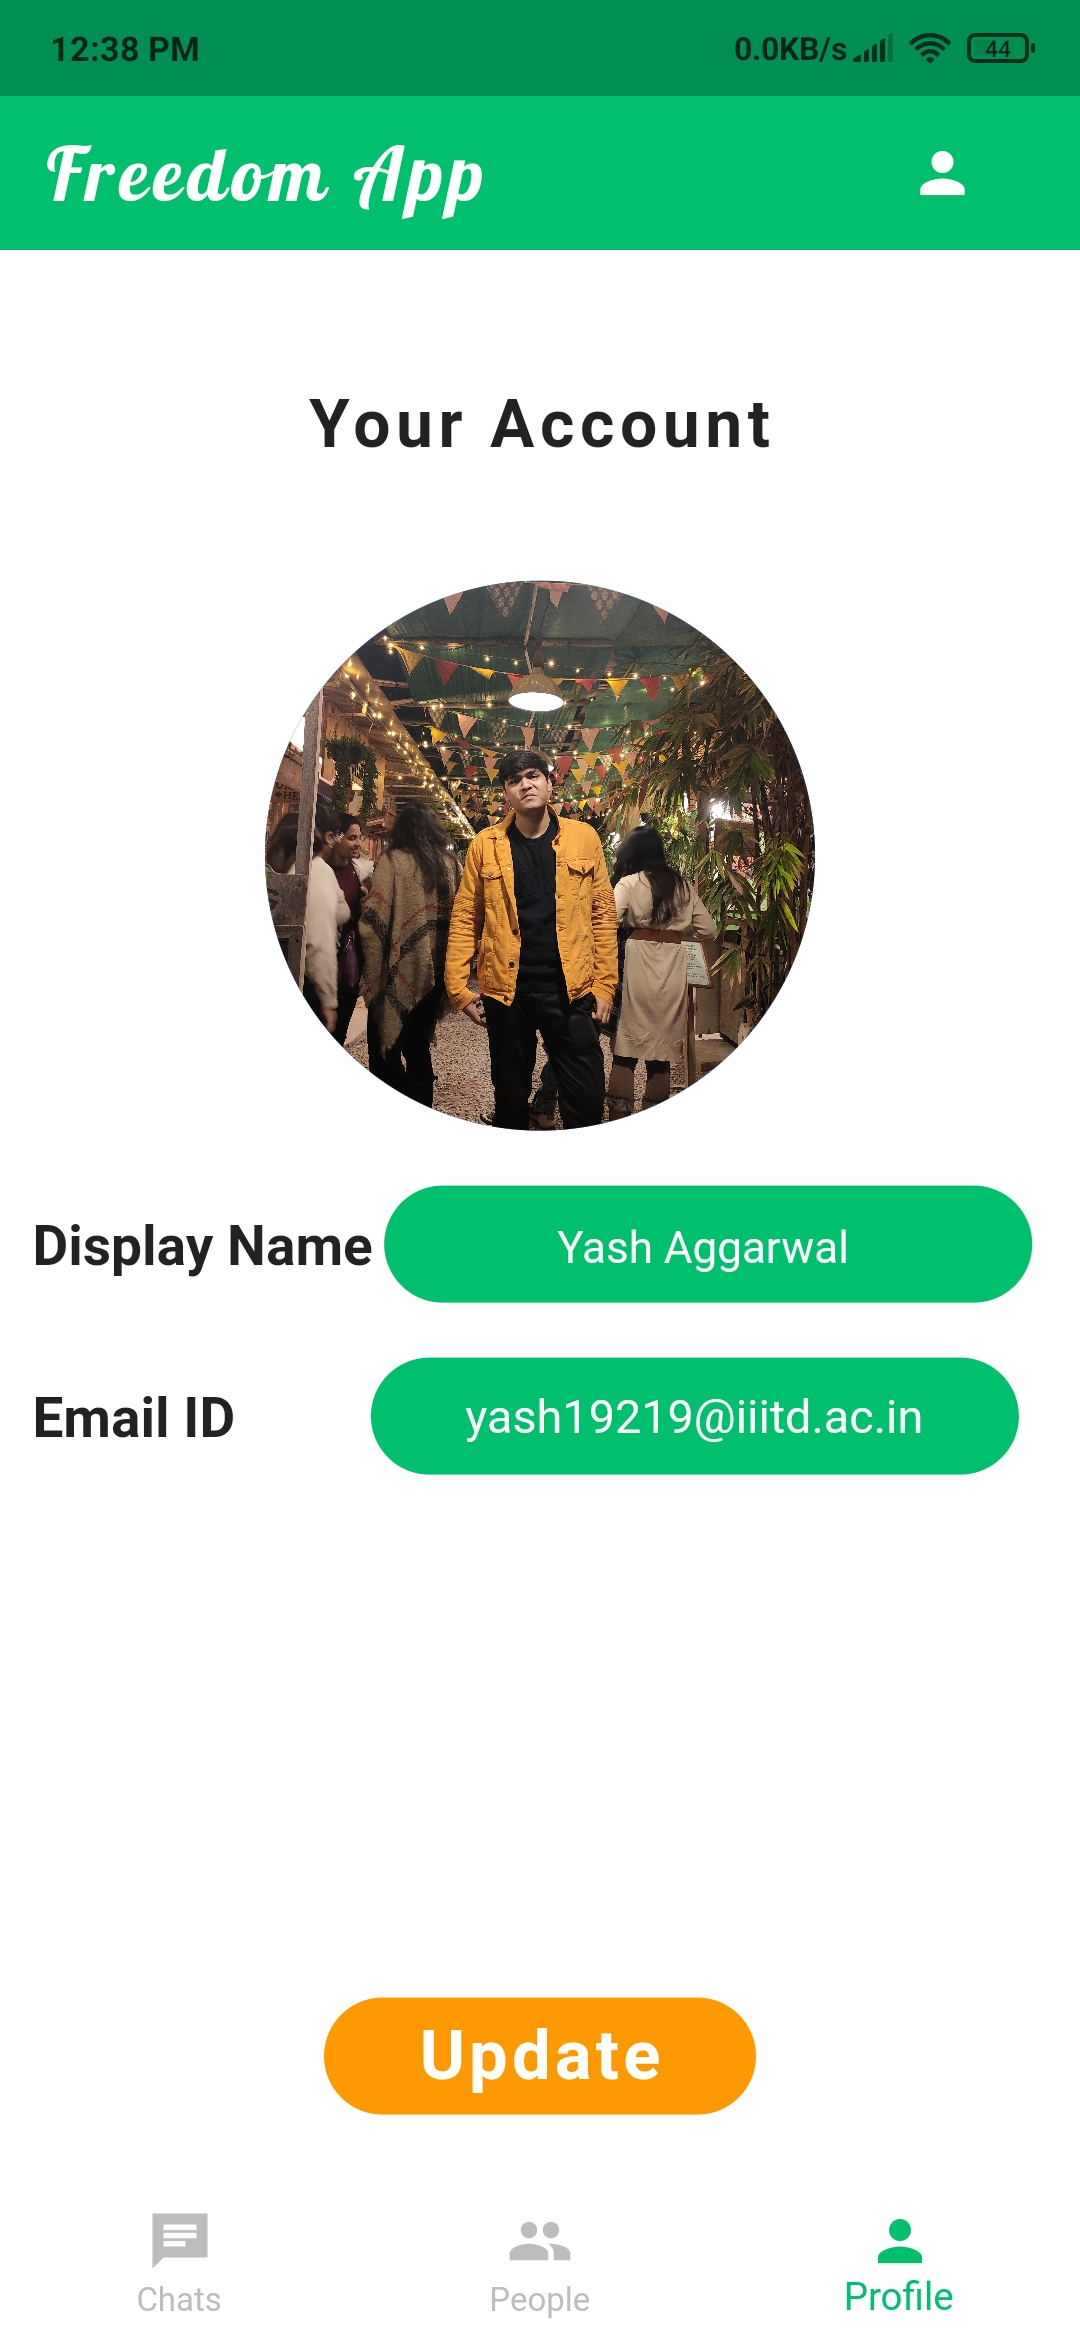 12:38 PM 0.0KB/s 44
Freedom App
Your Account
Display Name Yash Aggarwal
Email ID yash19219@iiitd.ac.in
Update
Chats People Profile